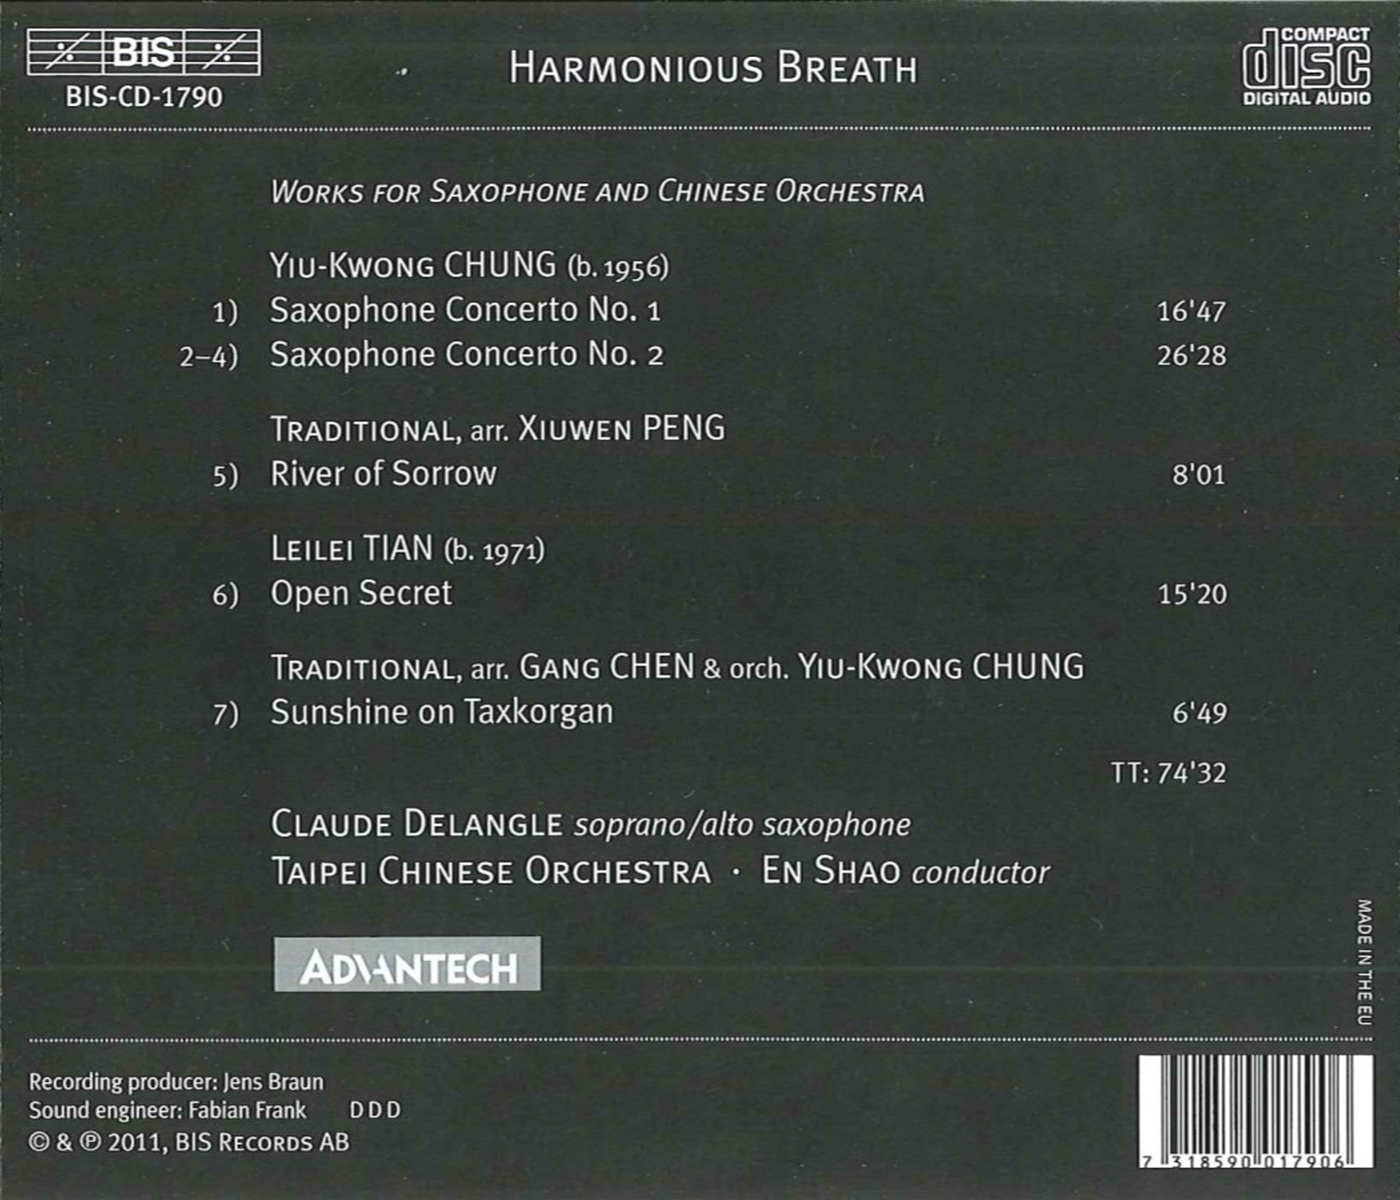 BIS
BIS-CD-1790
HARMONIOUS BREATH
COMPACT
disc
DIGITAL AUDIO
WORKS FOR SAXOPHONE AND CHINESE ORCHESTRA
YIU-KWONG CHUNG (b. 1956)
1) Saxophone Concerto No. 1 16'47
2–4) Saxophone Concerto No. 2 26'28
TRADITIONAL, arr. XIUWEN PENG
5) River of Sorrow 8'01
LEILEI TIAN (b. 1971)
6) Open Secret 15'20
TRADITIONAL, arr. GANG CHEN & orch. YIU-KWONG CHUNG
7) Sunshine on Taxkorgan 6'49
TT: 74'32
CLAUDE DELANGLE soprano/alto saxophone
TAIPEI CHINESE ORCHESTRA · EN SHAO conductor
ADVANTECH
MADE IN THE EU
Recording producer: Jens Braun
Sound engineer: Fabian Frank DDD
© & ℗ 2011, BIS RECORDS AB
7 318590 017906